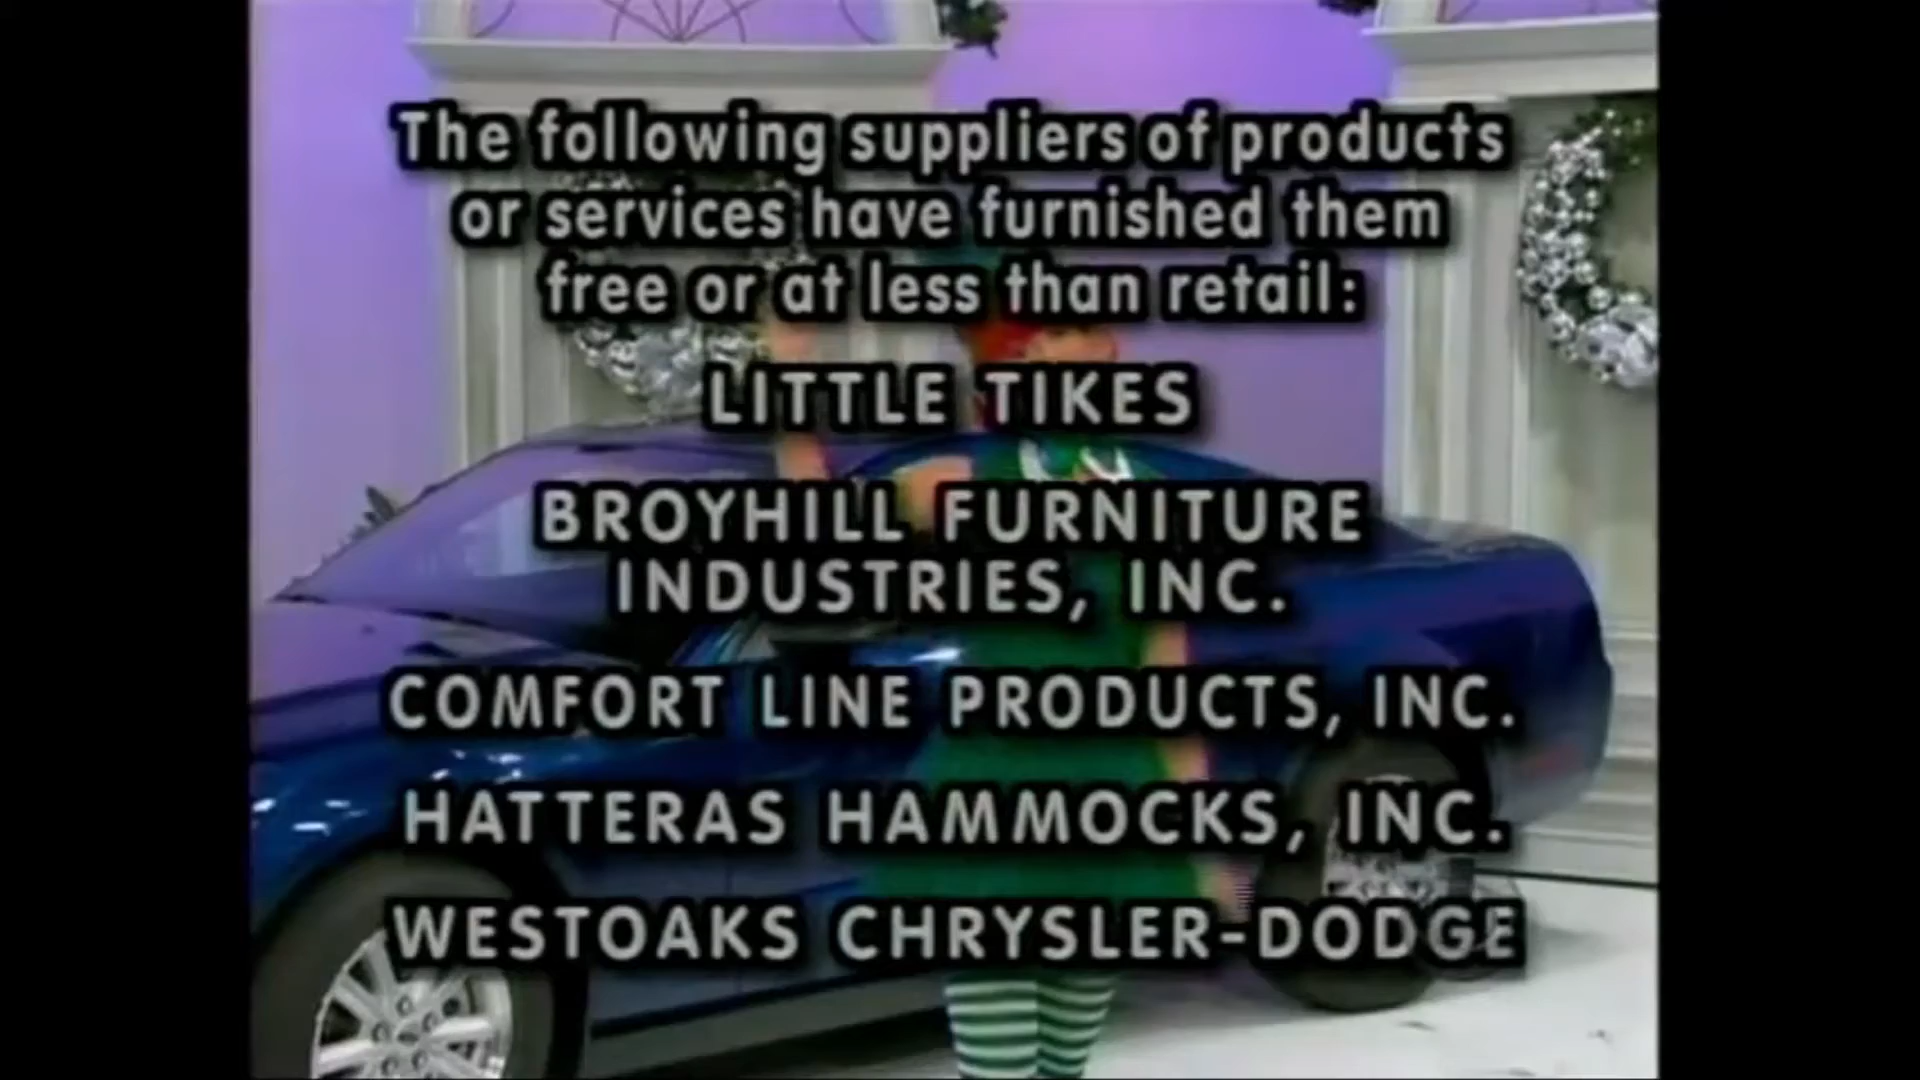 The following suppliers of products
or services have furnished them
free or at less than retail:
LITTLE TIKES
BROYHILL FURNITURE
INDUSTRIES, INC.
COMFORT LINE PRODUCTS, INC.
HATTERAS HAMMOCKS, INC.
WESTOAKS CHRYSLER-DODGE